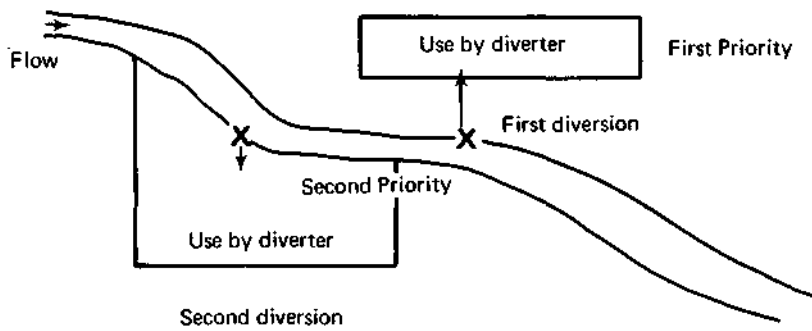 Use by diverter
First Priority
Flow
X
X
First diversion
Second Priority
Use by diverter
Second diversion